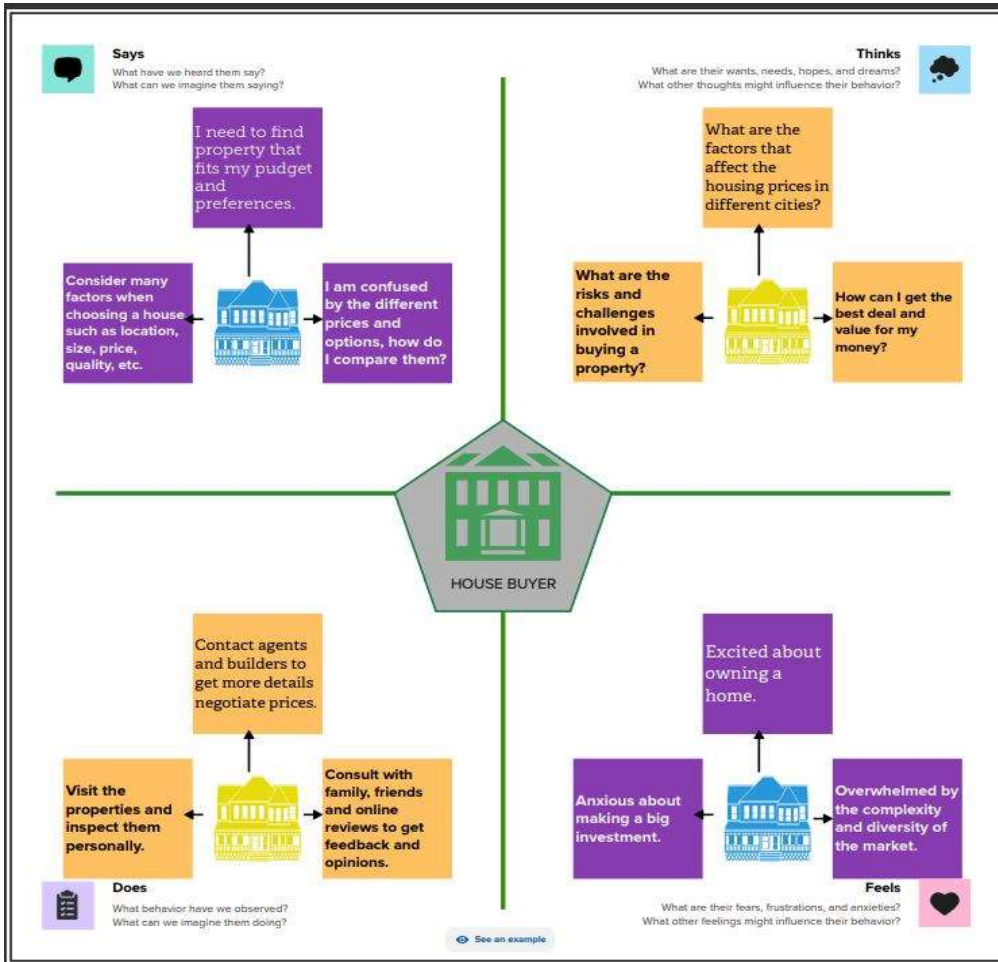 Says
What have we heard them say?
What can we imagine them saying?
Thinks
What are their wants, needs, hopes, and dreams?
What other thoughts might influence their behavior?
I need to find
property that
fits my pudget
and
preferences.
Consider many
factors when
choosing a house
such as location,
size, price,
quality, etc.
I am confused
by the different
prices and
options, how do
I compare them?
What are the
factors that
affect the
housing prices in
different cities?
What are the
risks and
challenges
involved in
buying a
property?
How can I get the
best deal and
value for my
money?
HOUSE BUYER
Contact agents
and builders to
get more details
negotiate prices.
Visit the
properties and
inspect them
personally.
Consult with
family, friends
and online
reviews to get
feedback and
opinions.
Excited about
owning a
home.
Anxious about
making a big
investment.
Overwhelmed by
the complexity
and diversity of
the market.
Does
What behavior have we observed?
What can we imagine them doing?
Feels
What are their fears, frustrations, and anxieties?
What other feelings might influence their behavior?
See an example